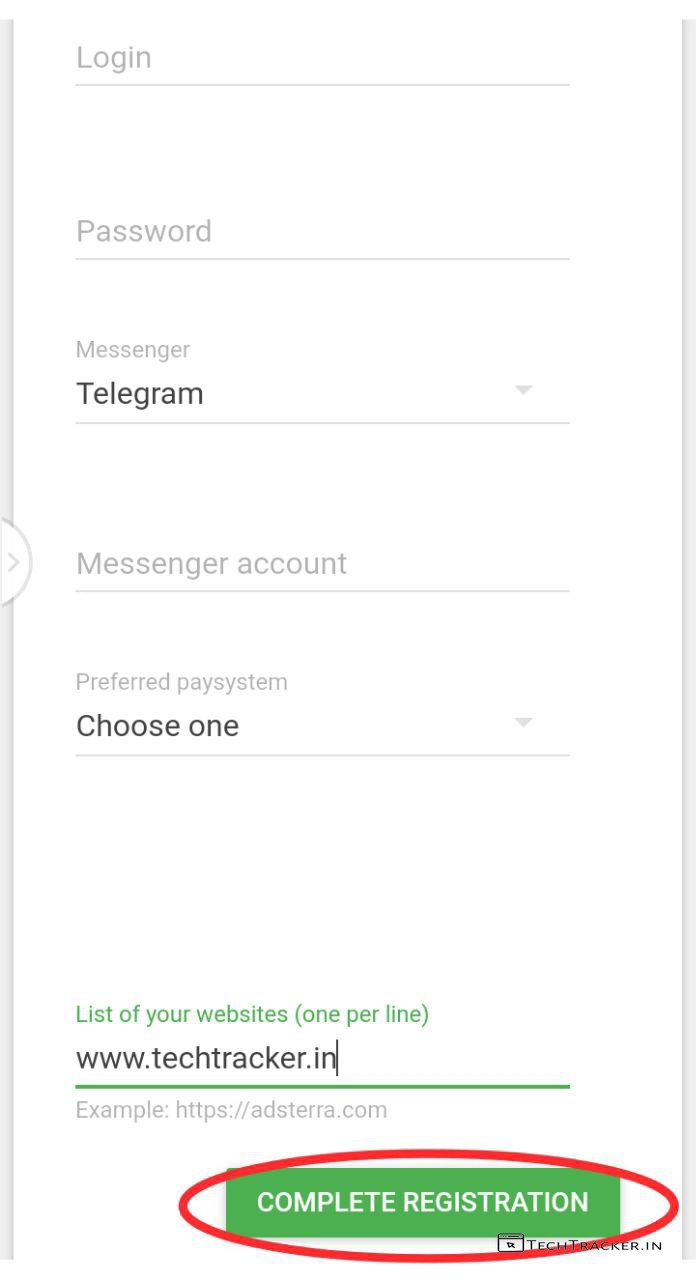 Login
Password
Messenger
Telegram
Messenger account
Preferred paysystem
Choose one
List of your websites (one per line)
www.techtracker.in
Example: https://adsterra.com
COMPLETE REGISTRATION
TECHTRACKER.IN